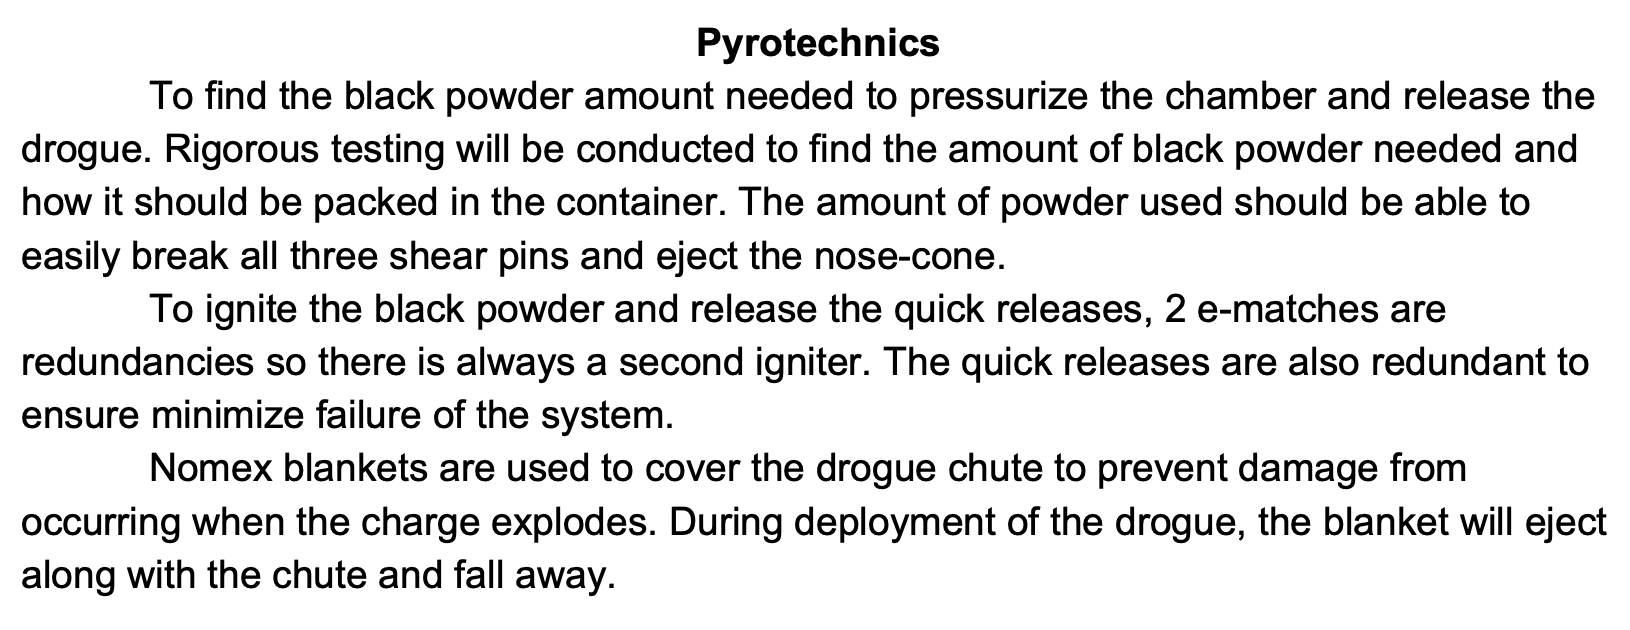 Pyrotechnics
To find the black powder amount needed to pressurize the chamber and release the
drogue. Rigorous testing will be conducted to find the amount of black powder needed and
how it should be packed in the container. The amount of powder used should be able to
easily break all three shear pins and eject the nose-cone.
To ignite the black powder and release the quick releases, 2 e-matches are
redundancies so there is always a second igniter. The quick releases are also redundant to
ensure minimize failure of the system.
Nomex blankets are used to cover the drogue chute to prevent damage from
occurring when the charge explodes. During deployment of the drogue, the blanket will eject
along with the chute and fall away.